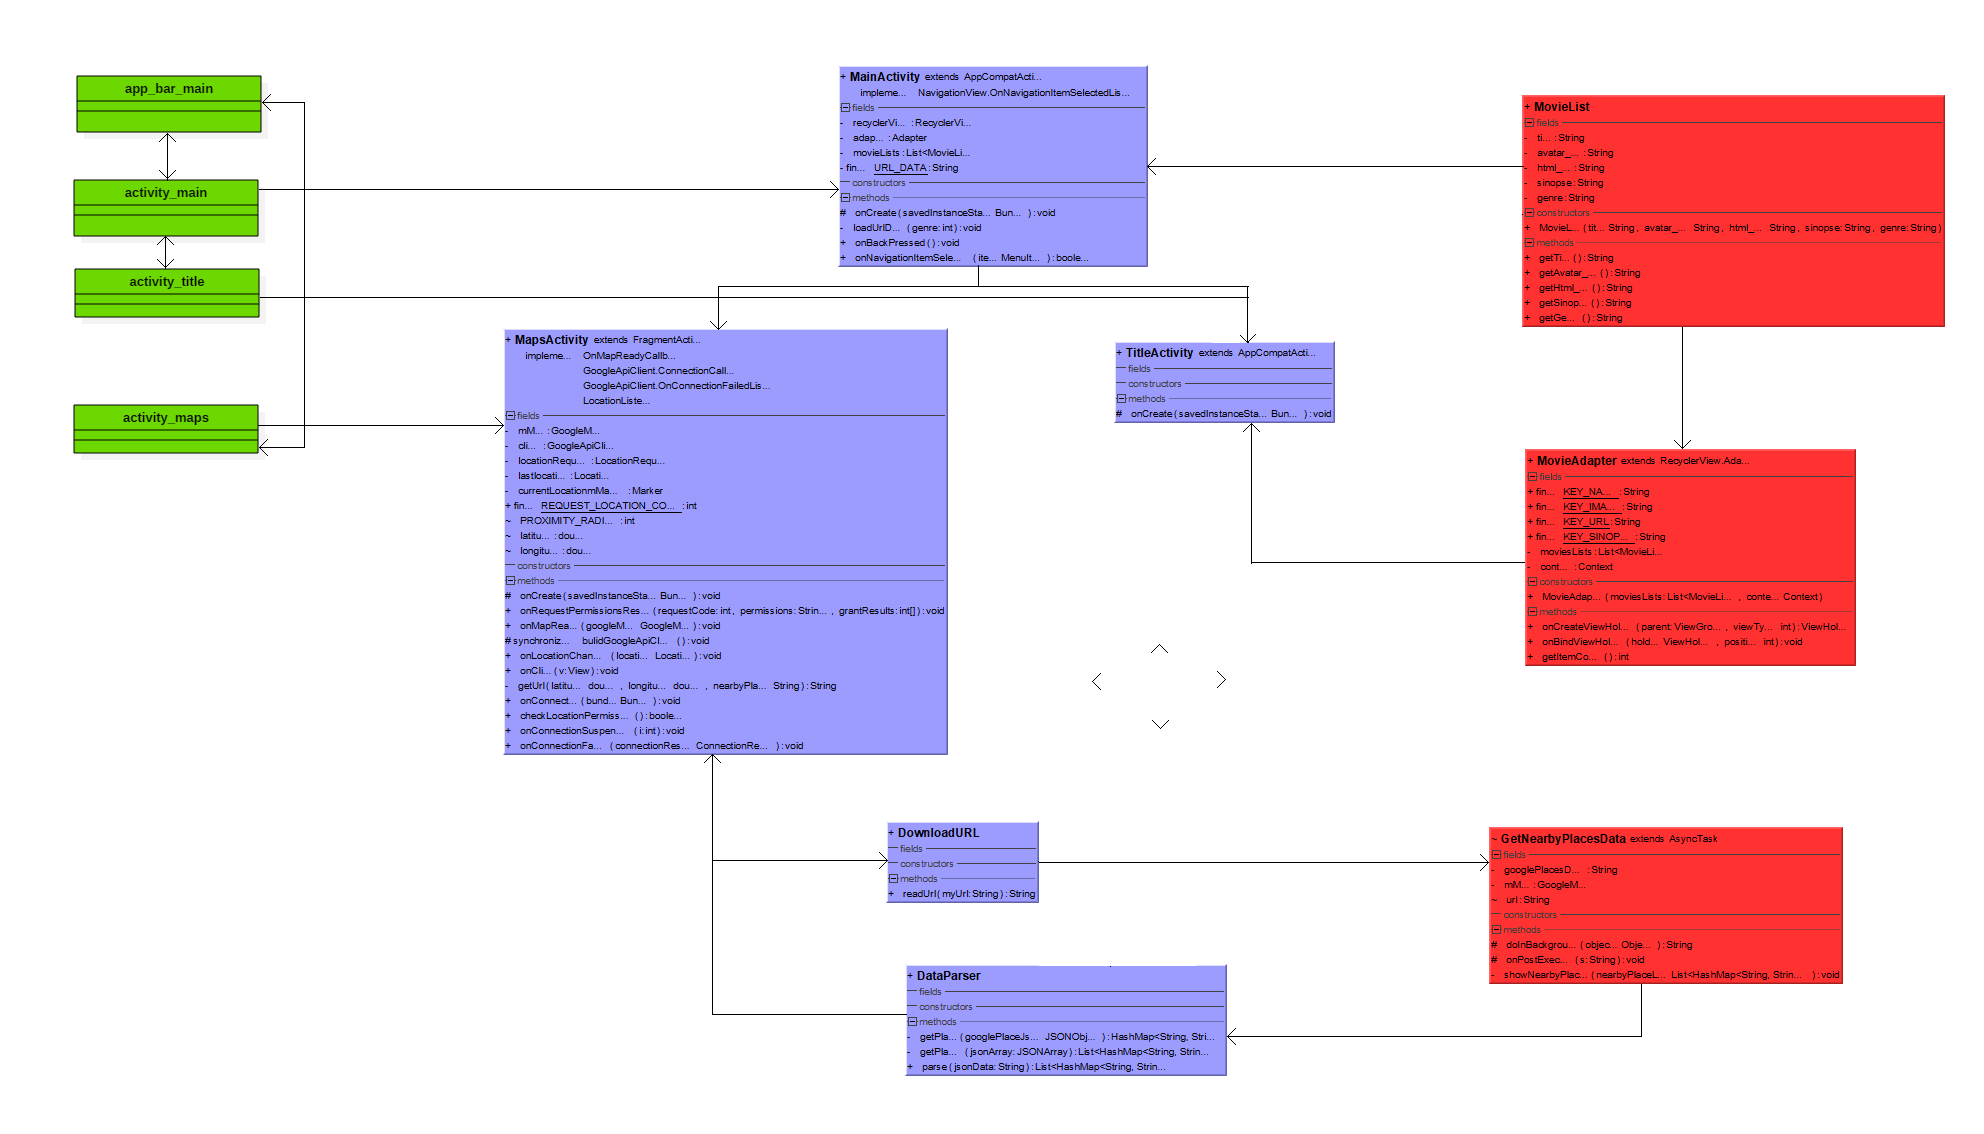 app_bar_main
activity_main
activity_title
activity_maps
+ MainActivity extends AppCompatActi...
impleme... NavigationView.OnNavigationItemSelectedLis...
fields
- recyclerVi... : RecyclerVi...
- adap... : Adapter
- movieLists : List<MovieLi...
- fin... URL_DATA : String
constructors
methods
# onCreate ( savedInstanceSta... Bun... ) : void
- loadUrlD... ( genre: int) : void
+ onBackPressed ( ) : void
+ onNavigationItemSele... (ite... MenuIt... ) : boole...
+ MovieList
fields
- ti... : String
- avatar_... : String
- html_... : String
- sinopse: String
- genre: String
constructors
+ MovieL... ( tit... String, avatar_... String, html_... String, sinopse: String, genre: String)
methods
+ getTi... ( ) : String
+ getAvatar_... ( ) : String
+ getHtml_... ( ) : String
+ getSinop... ( ) : String
+ getGe... ( ) : String
+ MapsActivity extends FragmentActi...
impleme... OnMapReadyCallb...
GoogleApiClient.ConnectionCall...
GoogleApiClient.OnConnectionFailedLis...
LocationListe...
fields
- mM... : GoogleM...
- cli... : GoogleApiCli...
- locationRequ... : LocationRequ...
- lastlocati... : Locati...
- currentLocationmMa... : Marker
+ fin... REQUEST_LOCATION_CO... : int
~ PROXIMITY_RADI... : int
~ latitu... : dou...
~ longitu... : dou...
constructors
methods
# onCreate ( savedInstanceSta... Bun... ) : void
+ onRequestPermissionsRes... ( requestCode: int, permissions: Strin... , grantResults: int[] ) : void
+ onMapRea... ( googleM... GoogleM... ) : void
# synchroniz... bulidGoogleApiCl... ( ) : void
+ onLocationChan... ( locati... Locati... ) : void
+ onCli... ( v: View) : void
- getUrl ( latitu... dou... , longitu... dou... , nearbyPla... String) : String
+ onConnect... ( bund... Bun... ) : void
+ checkLocationPermiss... ( ) : boole...
+ onConnectionSuspen... ( i: int) : void
+ onConnectionFa... ( connectionRes... ConnectionRe... ) : void
+ TitleActivity extends AppCompatActi...
fields
constructors
methods
# onCreate ( savedInstanceSta... Bun... ) : void
+ MovieAdapter extends RecyclerView.Ada...
fields
+ fin... KEY_NA... : String
+ fin... KEY_IMA... : String
+ fin... KEY_URL : String
+ fin... KEY_SINOP... : String
- moviesLists : List<MovieLi...
- cont... : Context
constructors
+ MovieAdap... ( moviesLists: List<MovieLi... , conte... Context)
methods
+ onCreateViewHol... ( parent: ViewGro... , viewTy... int) : ViewHol...
+ onBindViewHol... ( hold... ViewHol... , positi... int) : void
+ getItemCo... ( ) : int
+ DownloadURL
fields
constructors
methods
+ readUrl ( myUrl: String) : String
~ GetNearbyPlacesData extends AsyncTask
fields
- googlePlacesD... : String
- mM... : GoogleM...
~ url : String
constructors
methods
# doInBackgrou... ( objec... Obje... ) : String
# onPostExec... ( s: String) : void
- showNearbyPlac... ( nearbyPlaceL... List<HashMap<String, Strin... ) : void
+ DataParser
fields
constructors
methods
- getPla... ( googlePlaceJs... JSONObj... ) : HashMap<String, Stri...
- getPla... ( jsonArray: JSONArray) : List<HashMap<String, Strin...
+ parse ( jsonData: String) : List<HashMap<String, Strin...